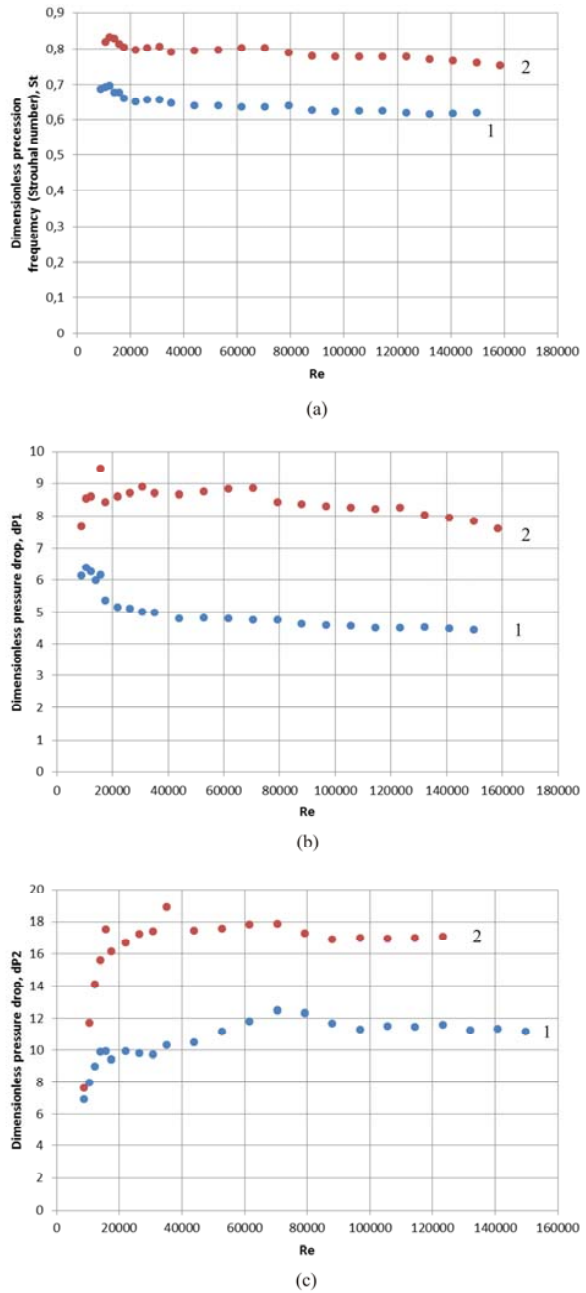 Dimensionless precession
frequemcy (Strouhal number), St
0,9
0,8
0,7
0,6
0,5
0,4
0,3
0,2
0,1
0
2
1
0 20000 40000 60000 80000 100000 120000 140000 160000 180000
Re
(a)
Dimensionless pressure drop, dP1
10
9
8
7
6
5
4
3
2
1
0
2
1
0 20000 40000 60000 80000 100000 120000 140000 160000 180000
Re
(b)
Dimensionless pressure drop, dP2
20
18
16
14
12
10
8
6
4
2
0
2
1
0 20000 40000 60000 80000 100000 120000 140000 160000
Re
(c)